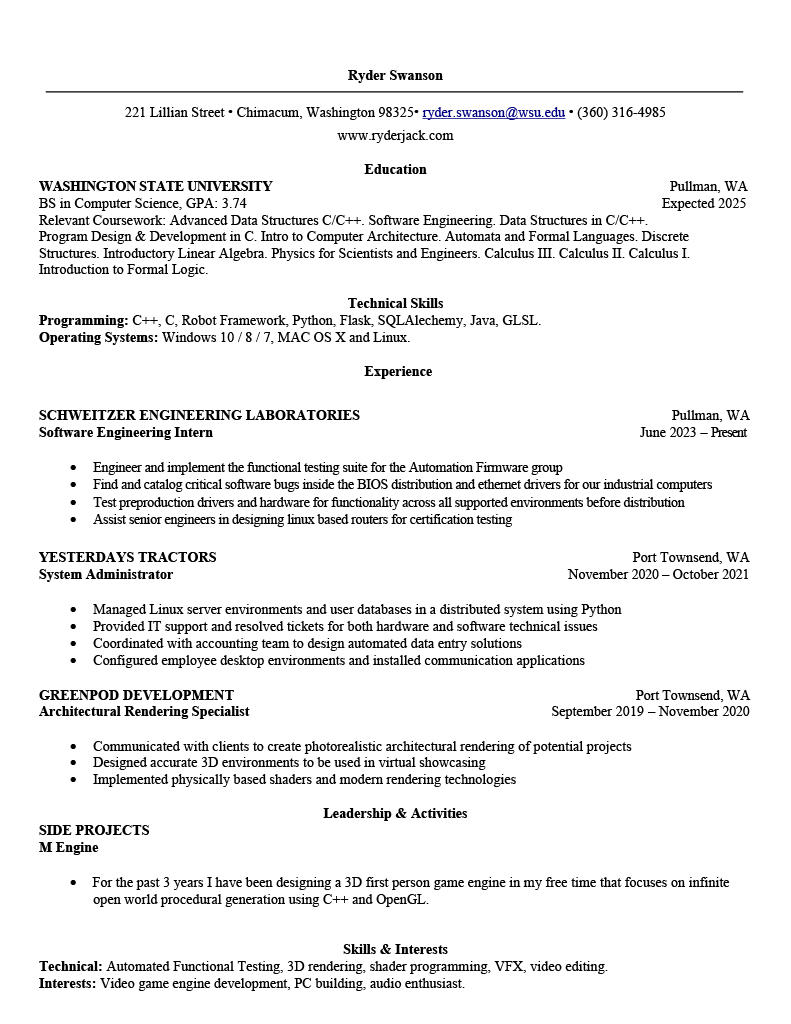 Ryder Swanson
221 Lillian Street • Chimacum, Washington 98325• ryder.swanson@wsu.edu • (360) 316-4985
www.ryderjack.com
Education
WASHINGTON STATE UNIVERSITY Pullman, WA
BS in Computer Science, GPA: 3.74 Expected 2025
Relevant Coursework: Advanced Data Structures C/C++. Software Engineering. Data Structures in C/C++.
Program Design & Development in C. Intro to Computer Architecture. Automata and Formal Languages. Discrete
Structures. Introductory Linear Algebra. Physics for Scientists and Engineers. Calculus III. Calculus II. Calculus I.
Introduction to Formal Logic.
Technical Skills
Programming: C++, C, Robot Framework, Python, Flask, SQLAlechemy, Java, GLSL.
Operating Systems: Windows 10 / 8 / 7, MAC OS X and Linux.
Experience
SCHWEITZER ENGINEERING LABORATORIES Pullman, WA
Software Engineering Intern June 2023 – Present
• Engineer and implement the functional testing suite for the Automation Firmware group
• Find and catalog critical software bugs inside the BIOS distribution and ethernet drivers for our industrial computers
• Test preproduction drivers and hardware for functionality across all supported environments before distribution
• Assist senior engineers in designing linux based routers for certification testing
YESTERDAYS TRACTORS Port Townsend, WA
System Administrator November 2020 – October 2021
• Managed Linux server environments and user databases in a distributed system using Python
• Provided IT support and resolved tickets for both hardware and software technical issues
• Coordinated with accounting team to design automated data entry solutions
• Configured employee desktop environments and installed communication applications
GREENPOD DEVELOPMENT Port Townsend, WA
Architectural Rendering Specialist September 2019 – November 2020
• Communicated with clients to create photorealistic architectural rendering of potential projects
• Designed accurate 3D environments to be used in virtual showcasing
• Implemented physically based shaders and modern rendering technologies
Leadership & Activities
SIDE PROJECTS
M Engine
• For the past 3 years I have been designing a 3D first person game engine in my free time that focuses on infinite
open world procedural generation using C++ and OpenGL.
Skills & Interests
Technical: Automated Functional Testing, 3D rendering, shader programming, VFX, video editing.
Interests: Video game engine development, PC building, audio enthusiast.